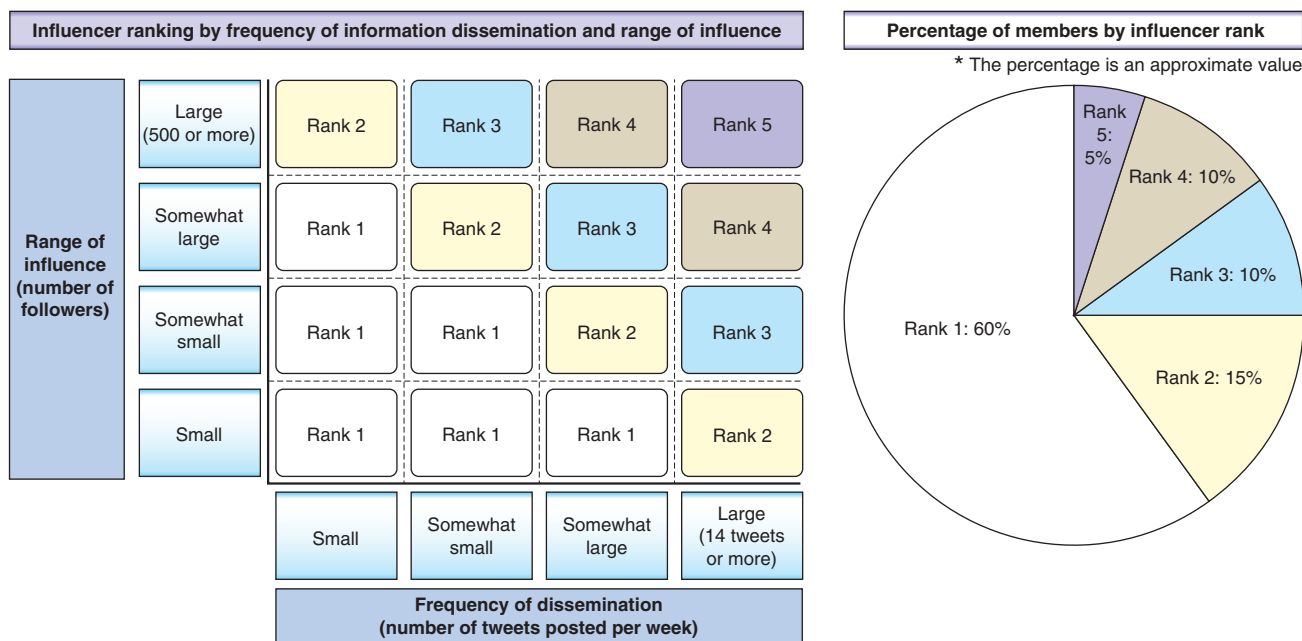 Influencer ranking by frequency of information dissemination and range of influence
Range of
influence
(number of
followers)
Large
(500 or more)
Rank 2
Rank 3
Rank 4
Rank 5
Somewhat
large
Rank 1
Rank 2
Rank 3
Rank 4
Somewhat
small
Rank 1
Rank 1
Rank 2
Rank 3
Small
Rank 1
Rank 1
Rank 1
Rank 2
Small
Somewhat
small
Somewhat
large
Large
(14 tweets
or more)
Frequency of dissemination
(number of tweets posted per week)
Percentage of members by influencer rank
* The percentage is an approximate value
Rank
5:
5%
Rank 4: 10%
Rank 3: 10%
Rank 2: 15%
Rank 1: 60%